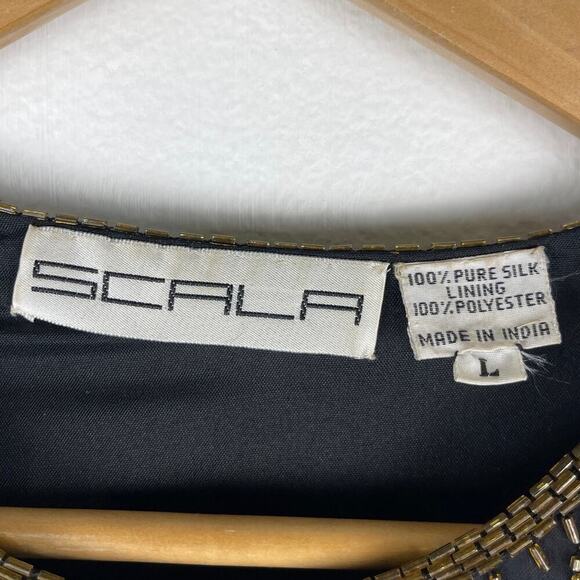 SCALA
100% PURE SILK
LINING
100% POLYESTER
MADE IN INDIA
L